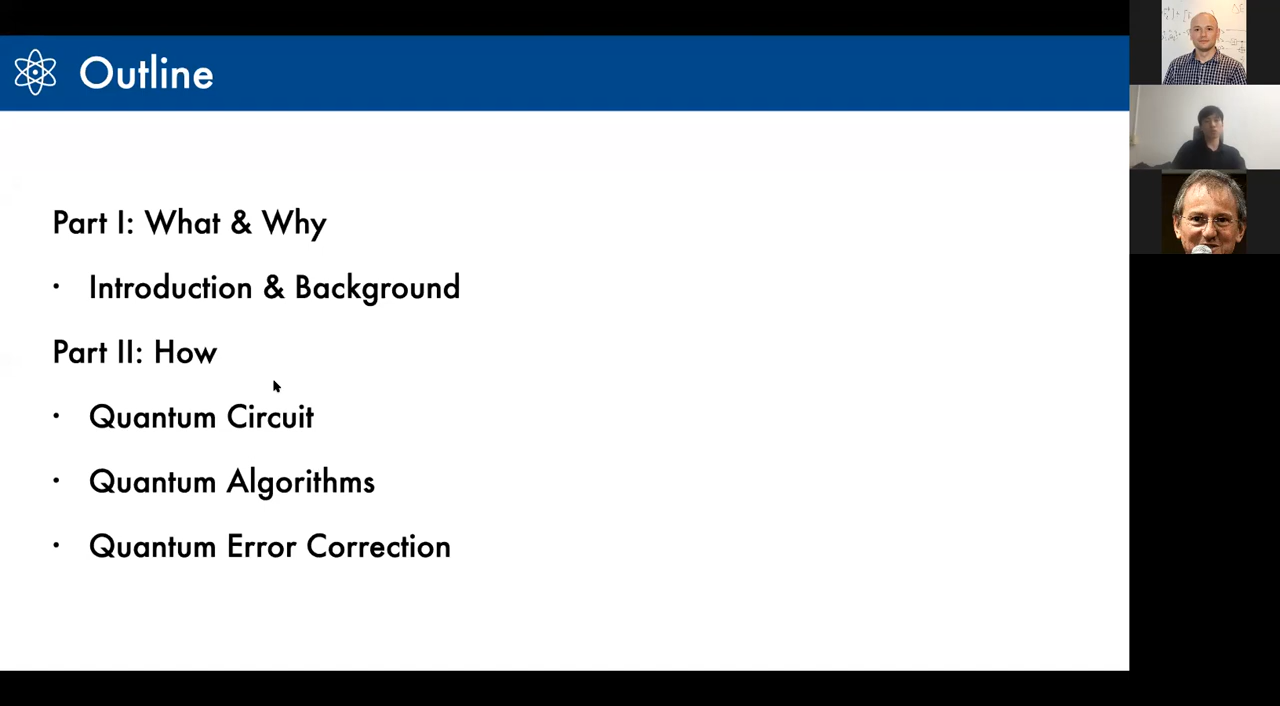 Outline
Part I: What & Why
• Introduction & Background
Part II: How
• Quantum Circuit
• Quantum Algorithms
• Quantum Error Correction